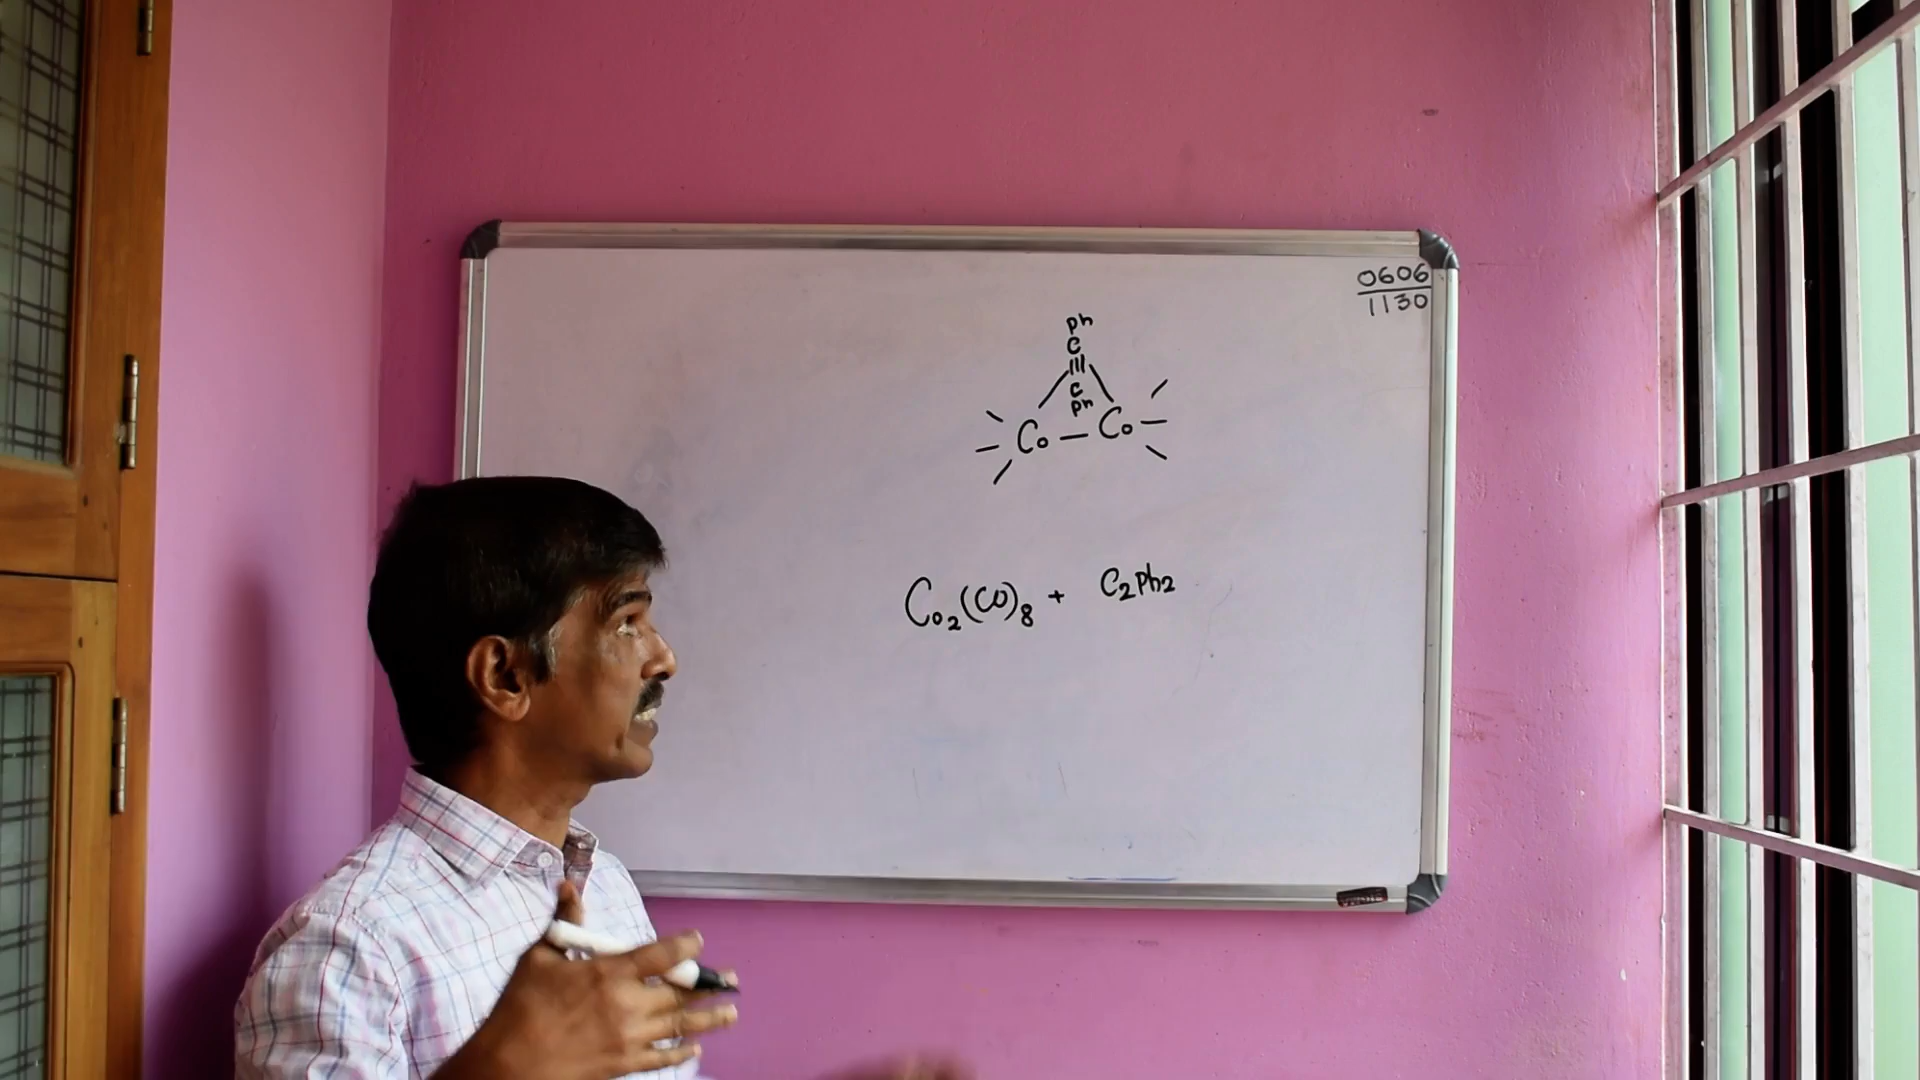 0606
1130
Ph
C
|||
C
Ph
Co — Co
Co2(CO)8 + C2Ph2